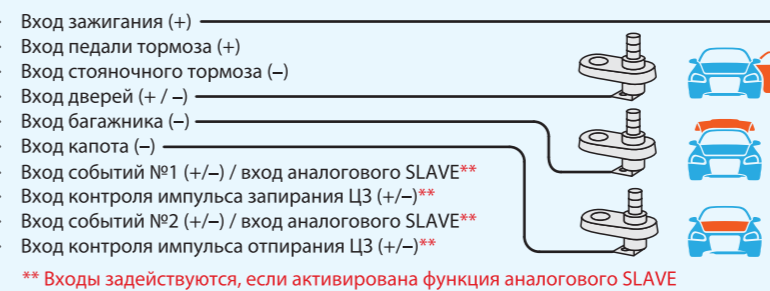 Вход зажигания (+)
Вход педали тормоза (+)
Вход стояночного тормоза (–)
Вход дверей (+ / –)
Вход багажника (–)
Вход капота (–)
Вход событий №1 (+/–) / вход аналогового SLAVE**
Вход контроля импульса запирания ЦЗ (+/–)**
Вход событий №2 (+/–) / вход аналогового SLAVE**
Вход контроля импульса отпирания ЦЗ (+/–)**
** Входы задействуются, если активирована функция аналогового SLAVE